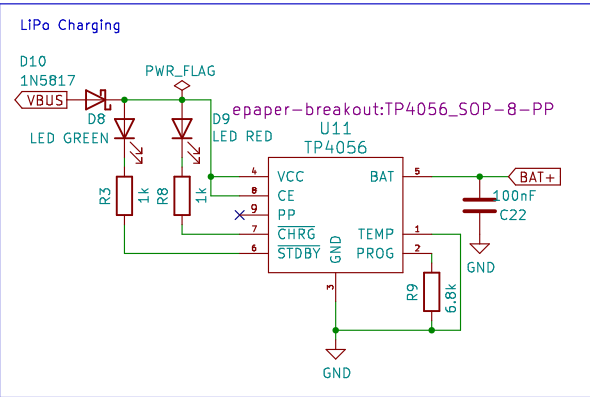 LiPo Charging
D10
1N5817
VBUS
PWR_FLAG
epaper-breakout:TP4056_SOP-8-PP
D8
LED GREEN
D9
LED RED
U11
TP4056
R3
1k
R8
1k
4
VCC
8
CE
9
PP
7
CHRG
6
STDBY
GND
3
BAT
5
BAT+
TEMP
1
PROG
2
100nF
C22
GND
R9
6.8k
GND